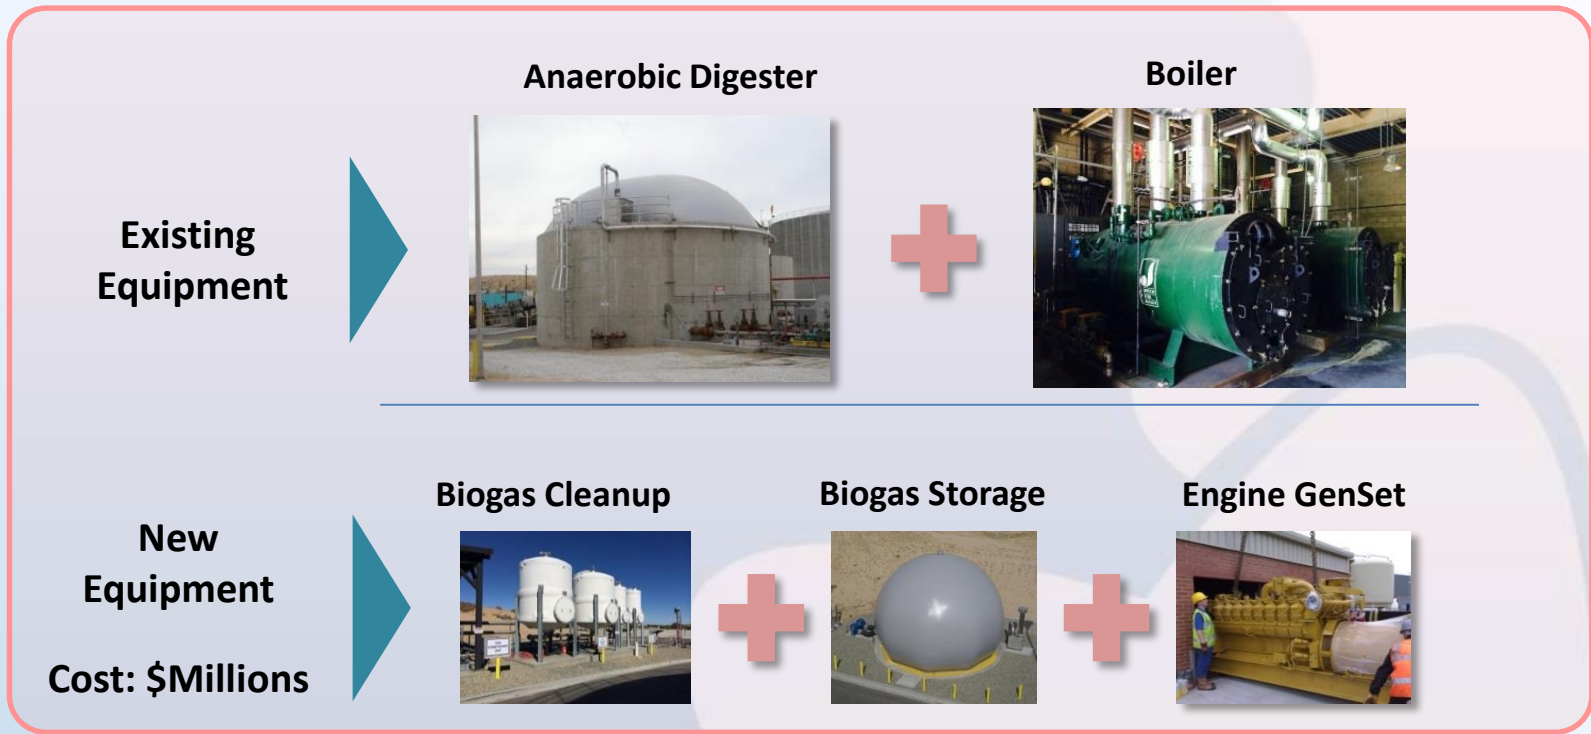 Anaerobic Digester
Boiler
Existing
Equipment
Biogas Cleanup
Biogas Storage
Engine GenSet
New
Equipment
Cost: $Millions